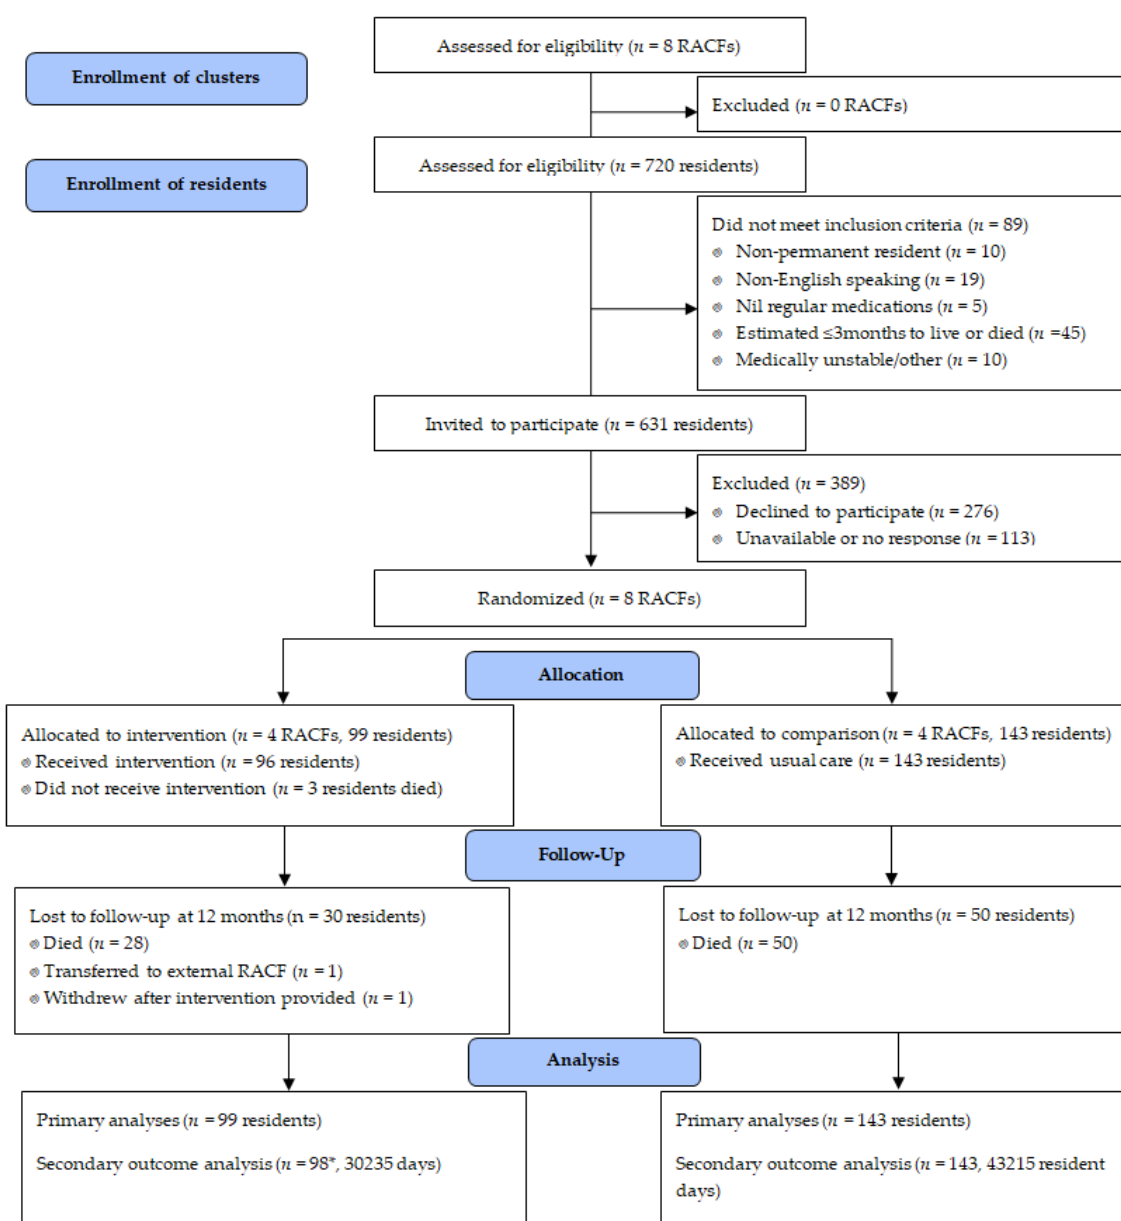 Assessed for eligibility (n = 8 RACFs)
Enrollment of clusters
Excluded (n = 0 RACFs)
Assessed for eligibility (n = 720 residents)
Enrollment of residents
Did not meet inclusion criteria (n = 89)
Non-permanent resident (n = 10)
Non-English speaking (n = 19)
Nil regular medications (n = 5)
Estimated ≤3months to live or died (n =45)
Medically unstable/other (n = 10)
Invited to participate (n = 631 residents)
Excluded (n = 389)
Declined to participate (n = 276)
Unavailable or no response (n = 113)
Randomized (n = 8 RACFs)
Allocation
Allocated to intervention (n = 4 RACFs, 99 residents)
Received intervention (n = 96 residents)
Did not receive intervention (n = 3 residents died)
Allocated to comparison (n = 4 RACFs, 143 residents)
Received usual care (n = 143 residents)
Follow-Up
Lost to follow-up at 12 months (n = 30 residents)
Died (n = 28)
Transferred to external RACF (n = 1)
Withdrew after intervention provided (n = 1)
Lost to follow-up at 12 months (n = 50 residents)
Died (n = 50)
Analysis
Primary analyses (n = 99 residents)
Secondary outcome analysis (n = 98*, 30235 days)
Primary analyses (n = 143 residents)
Secondary outcome analysis (n = 143, 43215 resident
days)